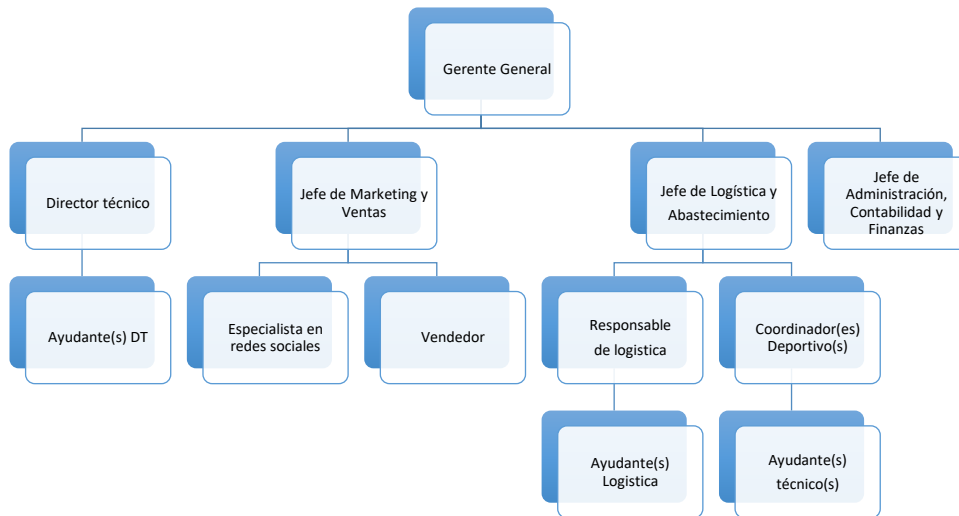 Gerente General
Director técnico
Jefe de Marketing y
Ventas
Jefe de Logística y
Abastecimiento
Jefe de
Administración,
Contabilidad y
Finanzas
Ayudante(s) DT
Especialista en
redes sociales
Vendedor
Responsable
de logistica
Coordinador(es)
Deportivo(s)
Ayudante(s)
Logistica
Ayudante(s)
técnico(s)